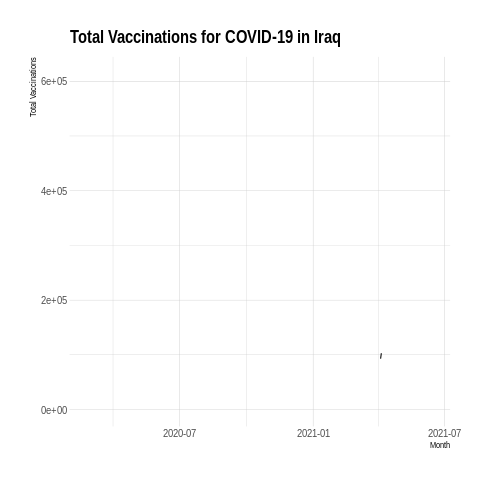 Total Vaccinations for COVID-19 in Iraq
Total Vaccinations
6e+05
4e+05
2e+05
0e+00
2020-07
2021-01
2021-07
Month